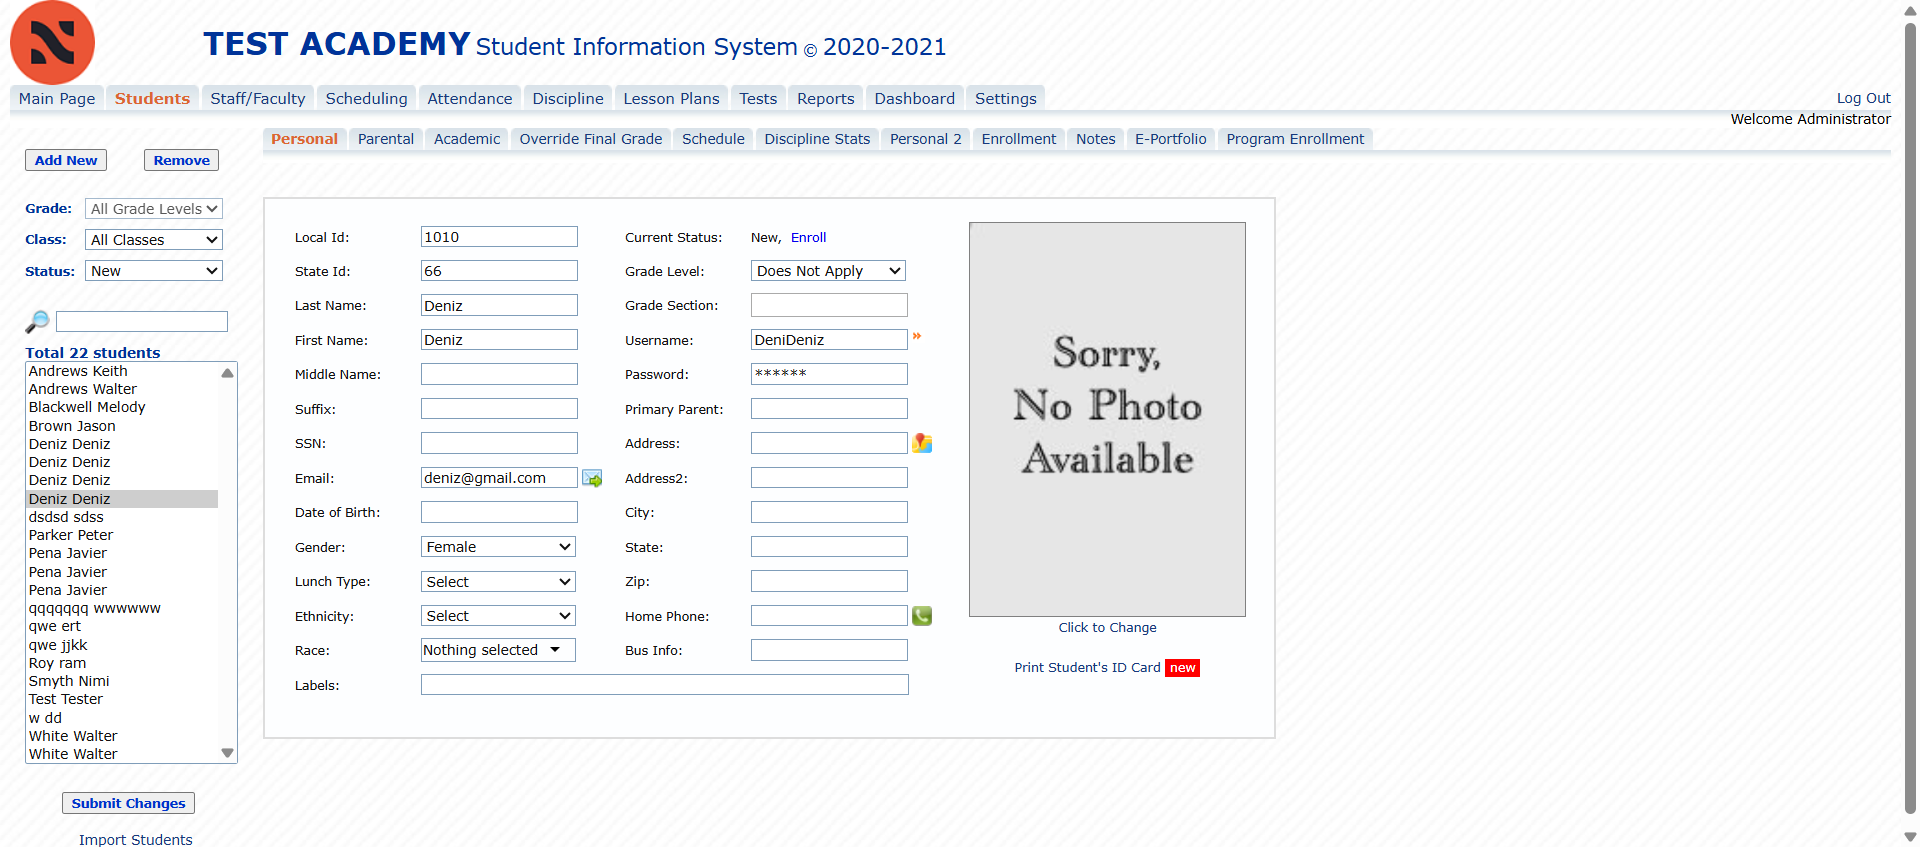 TEST ACADEMY Student Information System © 2020-2021
Main Page Students Staff/Faculty Scheduling Attendance Discipline Lesson Plans Tests Reports Dashboard Settings Log Out
Welcome Administrator
Personal Parental Academic Override Final Grade Schedule Discipline Stats Personal 2 Enrollment Notes E-Portfolio Program Enrollment
Add New Remove
Grade: All Grade Levels
Class: All Classes
Status: New
Total 22 students
Andrews Keith
Andrews Walter
Blackwell Melody
Brown Jason
Deniz Deniz
Deniz Deniz
Deniz Deniz
Deniz Deniz
dsdsd sdss
Parker Peter
Pena Javier
Pena Javier
Pena Javier
qqqqqqq wwwwww
qwe ert
qwe jjkk
Roy ram
Smyth Nimi
Test Tester
w dd
White Walter
White Walter
Submit Changes
Import Students
Local Id: 1010 Current Status: New, Enroll
State Id: 66 Grade Level: Does Not Apply
Last Name: Deniz Grade Section:
First Name: Deniz Username: DeniDeniz »
Middle Name: Password: ******
Suffix: Primary Parent:
SSN: Address:
Email: deniz@gmail.com Address2:
Date of Birth: City:
Gender: Female State:
Lunch Type: Select Zip:
Ethnicity: Select Home Phone:
Race: Nothing selected Bus Info:
Labels:
Sorry,
No Photo
Available
Click to Change
Print Student's ID Card new